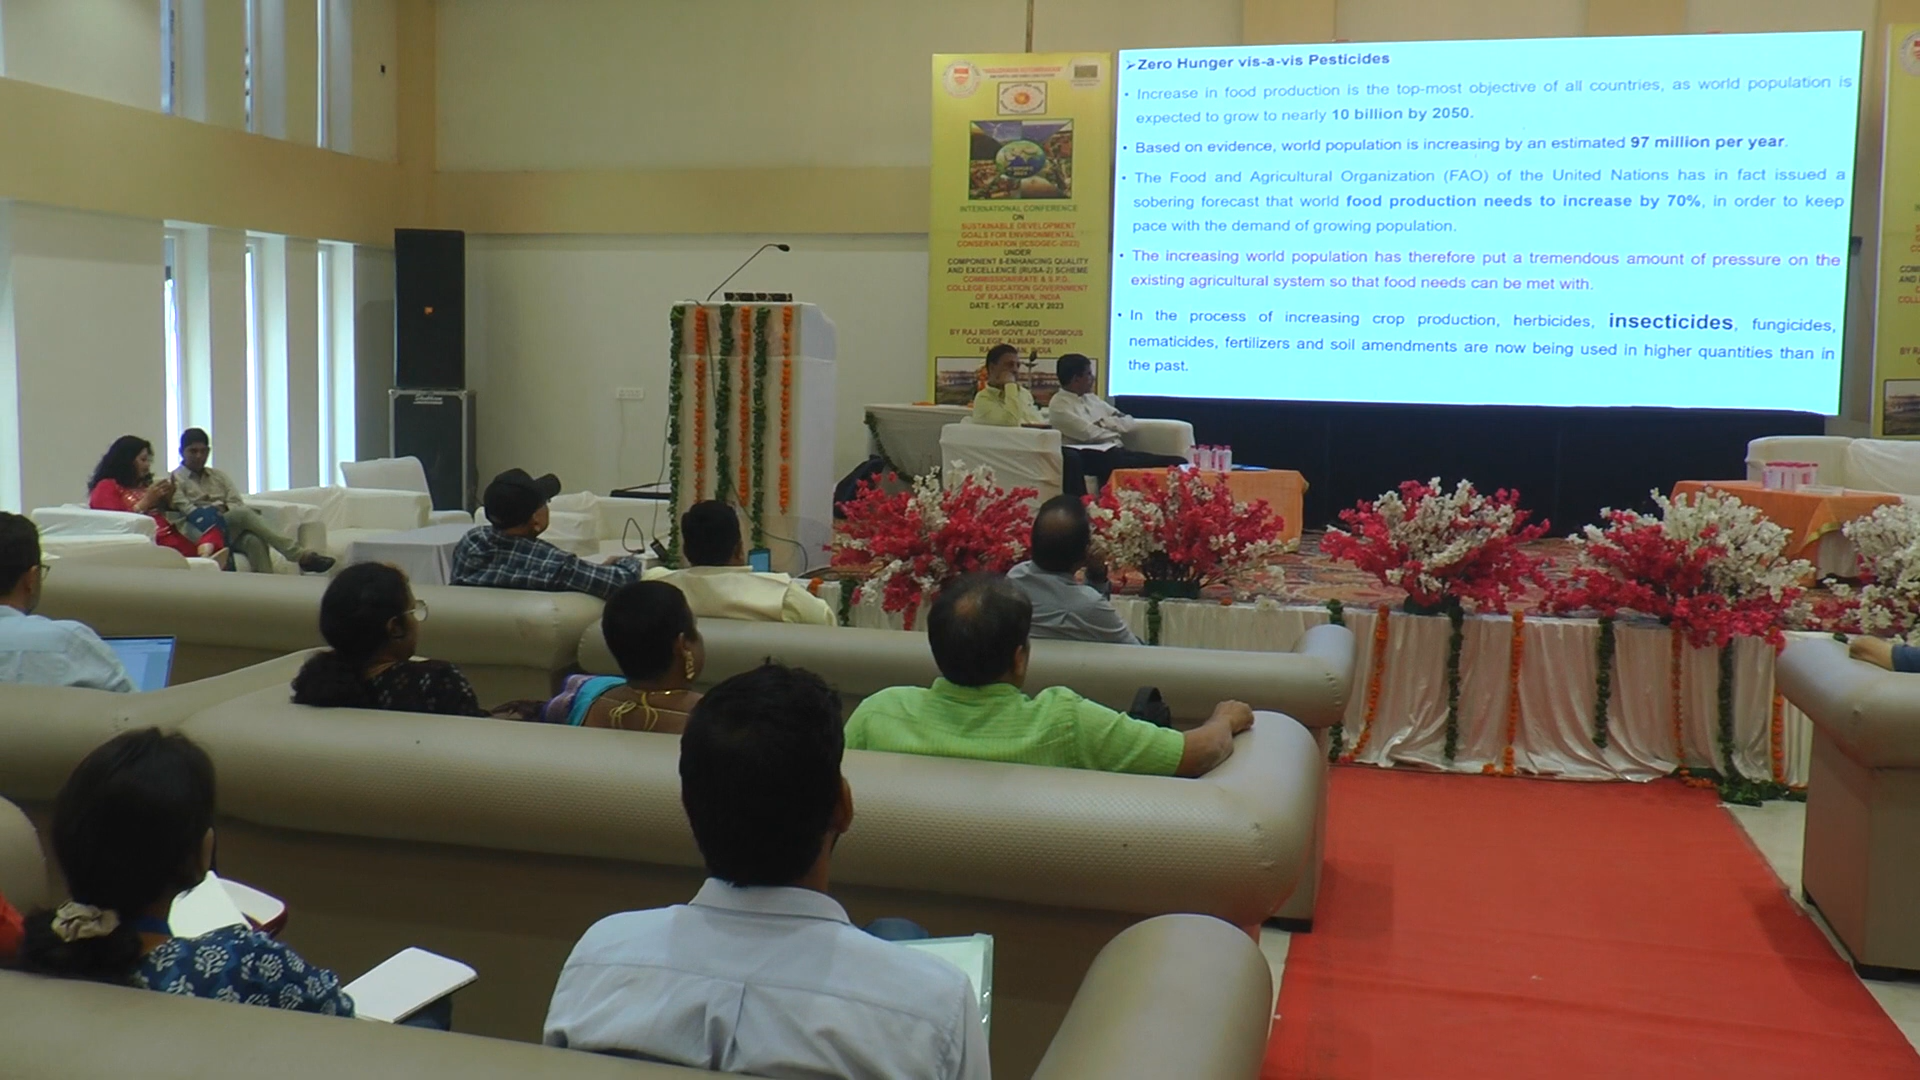 ➢Zero Hunger vis-a-vis Pesticides
• Increase in food production is the top-most objective of all countries, as world population is
expected to grow to nearly 10 billion by 2050.
• Based on evidence, world population is increasing by an estimated 97 million per year.
• The Food and Agricultural Organization (FAO) of the United Nations has in fact issued a
sobering forecast that world food production needs to increase by 70%, in order to keep
pace with the demand of growing population.
• The increasing world population has therefore put a tremendous amount of pressure on the
existing agricultural system so that food needs can be met with.
• In the process of increasing crop production, herbicides, insecticides, fungicides,
nematicides, fertilizers and soil amendments are now being used in higher quantities than in
the past.
INTERNATIONAL CONFERENCE
ON
SUSTAINABLE DEVELOPMENT
GOALS FOR ENVIRONMENTAL
CONSERVATION (ICSDGEC-2023)
UNDER
COMPONENT 8-ENHANCING QUALITY
AND EXCELLENCE (RUSA-2) SCHEME
COMMISSIONERATE & S.P.D.
COLLEGE EDUCATION GOVERNMENT
OF RAJASTHAN, INDIA
DATE - 12th-14th JULY 2023
ORGANISED
BY RAJ RISHI GOVT. AUTONOMOUS
COLLEGE, ALWAR - 301001